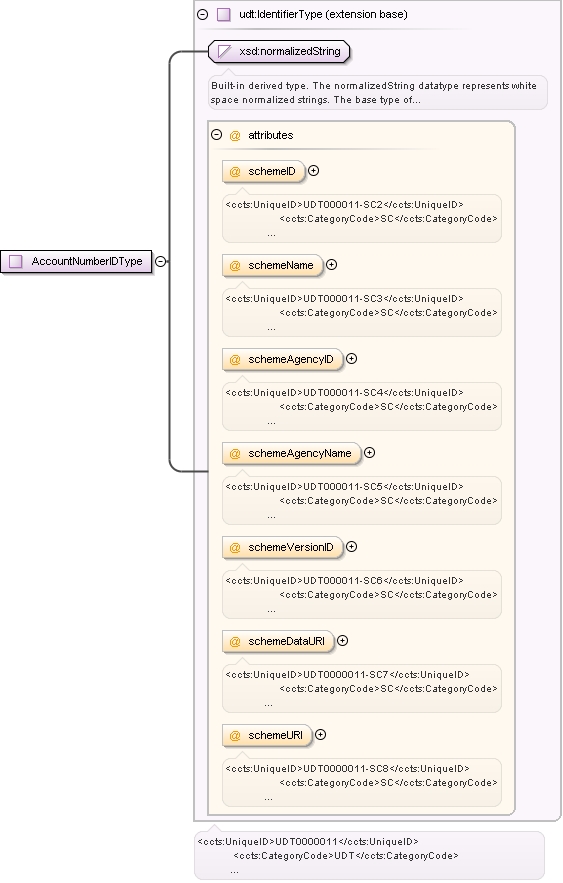 udt:IdentifierType (extension base)
xsd:normalizedString
Built-in derived type. The normalizedString datatype represents white
space normalized strings. The base type of...
@ attributes
@ schemeID
<ccts:UniqueID>UDT000011-SC2</ccts:UniqueID>
<ccts:CategoryCode>SC</ccts:CategoryCode>
...
AccountNumberIDType
@ schemeName
<ccts:UniqueID>UDT000011-SC3</ccts:UniqueID>
<ccts:CategoryCode>SC</ccts:CategoryCode>
...
@ schemeAgencyID
<ccts:UniqueID>UDT000011-SC4</ccts:UniqueID>
<ccts:CategoryCode>SC</ccts:CategoryCode>
...
@ schemeAgencyName
<ccts:UniqueID>UDT000011-SC5</ccts:UniqueID>
<ccts:CategoryCode>SC</ccts:CategoryCode>
...
@ schemeVersionID
<ccts:UniqueID>UDT000011-SC6</ccts:UniqueID>
<ccts:CategoryCode>SC</ccts:CategoryCode>
...
@ schemeDataURI
<ccts:UniqueID>UDT0000011-SC7</ccts:UniqueID>
<ccts:CategoryCode>SC</ccts:CategoryCode>
...
@ schemeURI
<ccts:UniqueID>UDT0000011-SC8</ccts:UniqueID>
<ccts:CategoryCode>SC</ccts:CategoryCode>
...
<ccts:UniqueID>UDT0000011</ccts:UniqueID>
<ccts:CategoryCode>UDT</ccts:CategoryCode>
...